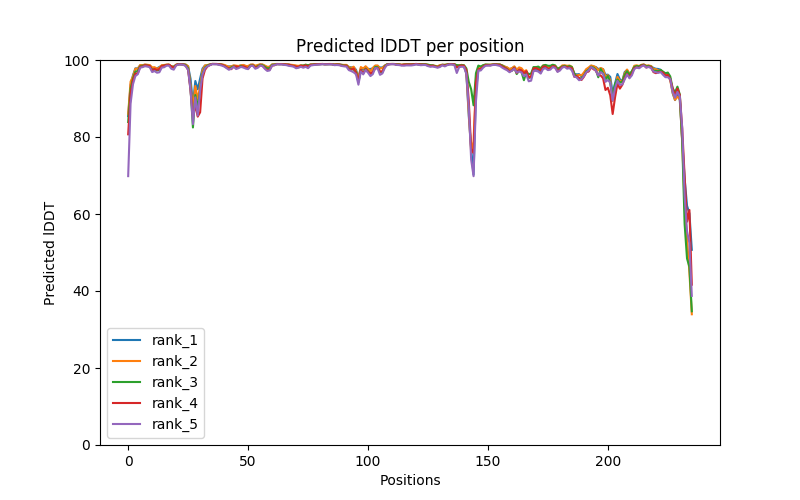 Predicted lDDT per position
100
80
60
40
20
0
Predicted lDDT
rank_1
rank_2
rank_3
rank_4
rank_5
0 50 100 150 200
Positions